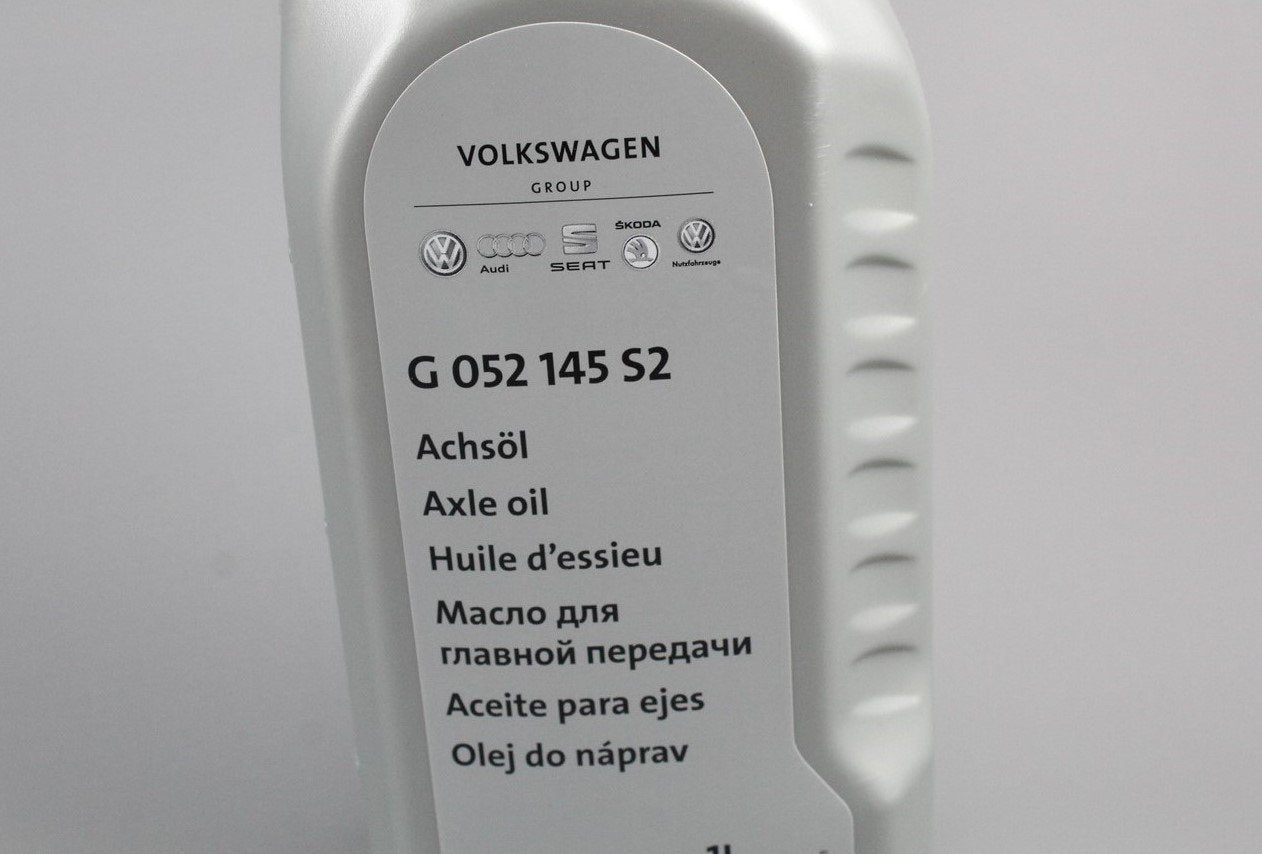 VOLKSWAGEN
GROUP
Audi
SEAT
ŠKODA
Nutzfahrzeuge
G 052 145 S2
Achsöl
Axle oil
Huile d’essieu
Масло для
главной передачи
Aceite para ejes
Olej do náprav